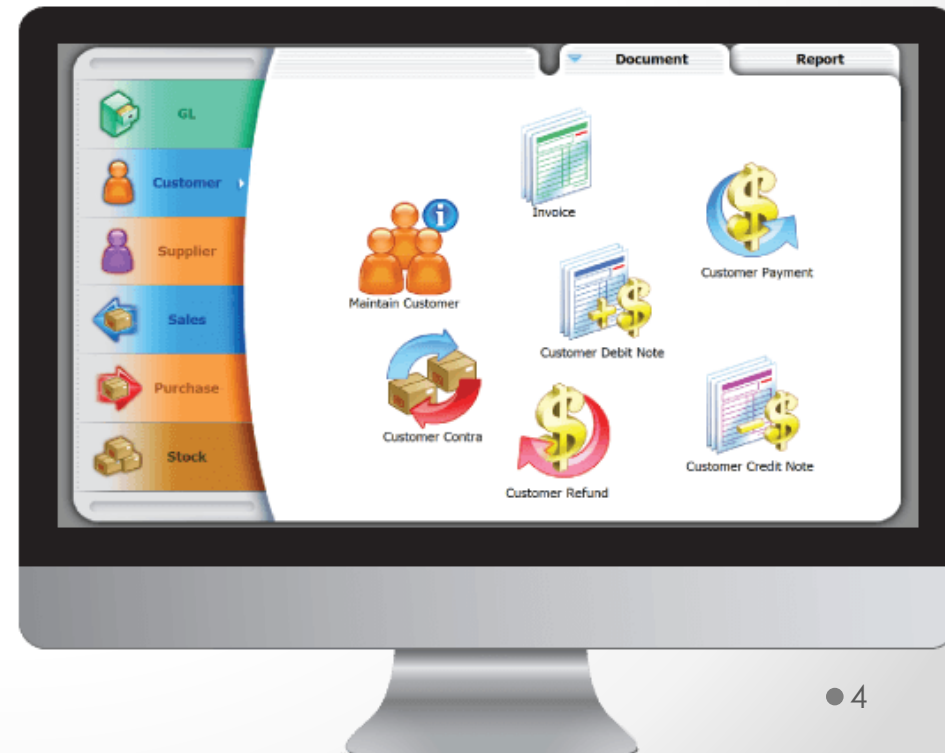 Document
Report
GL
Customer
Supplier
Sales
Purchase
Stock
Invoice
Customer Payment
Maintain Customer
Customer Debit Note
Customer Contra
Customer Refund
Customer Credit Note
4